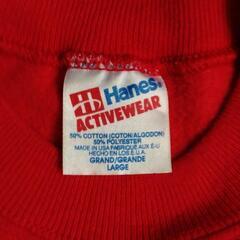 Hanes®
ACTIVEWEAR
50% COTTON (COTON/ALGODON)
50% POLYESTER
MADE IN USA FABRIQUE AUX É-U
HECHO EN LOS E.U.A.
GRAND/GRANDE
LARGE